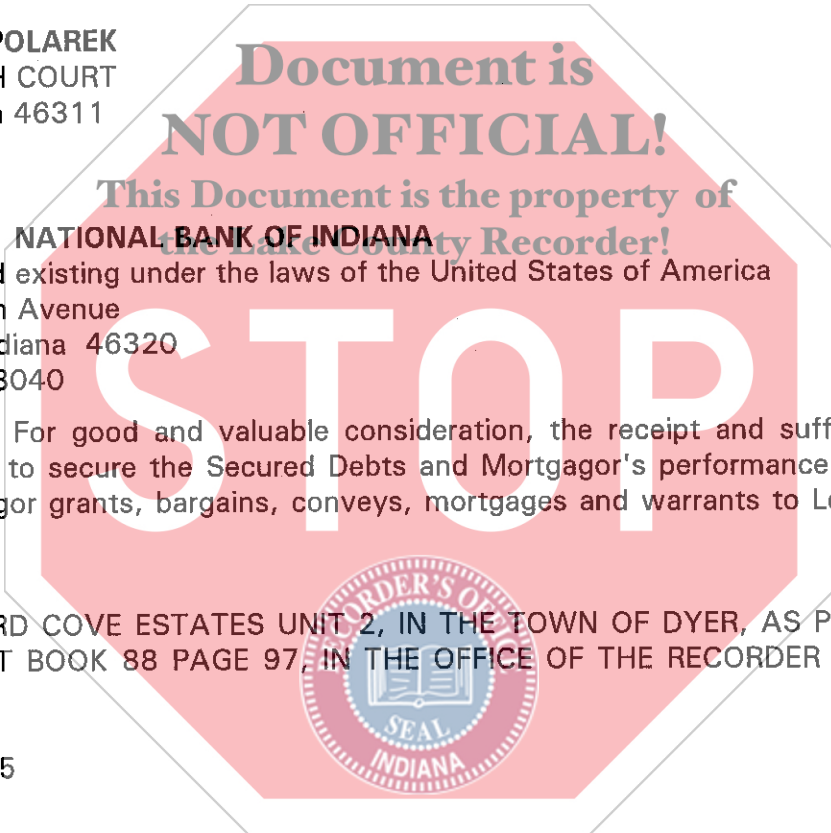 POLAREK
H COURT
46311
Document is
NOT OFFICIAL!
This Document is the property of
the Lake County Recorder!
NATIONAL BANK OF INDIANA
existing under the laws of the United States of America
Avenue
diana 46320
3040
STOP
For good and valuable consideration, the receipt and suff
to secure the Secured Debts and Mortgagor's performance
gor grants, bargains, conveys, mortgages and warrants to Le
RD COVE ESTATES UNIT 2, IN THE TOWN OF DYER, AS P
T BOOK 88 PAGE 97, IN THE OFFICE OF THE RECORDER
RECORDER'S OFFICE
SEAL
INDIANA
5